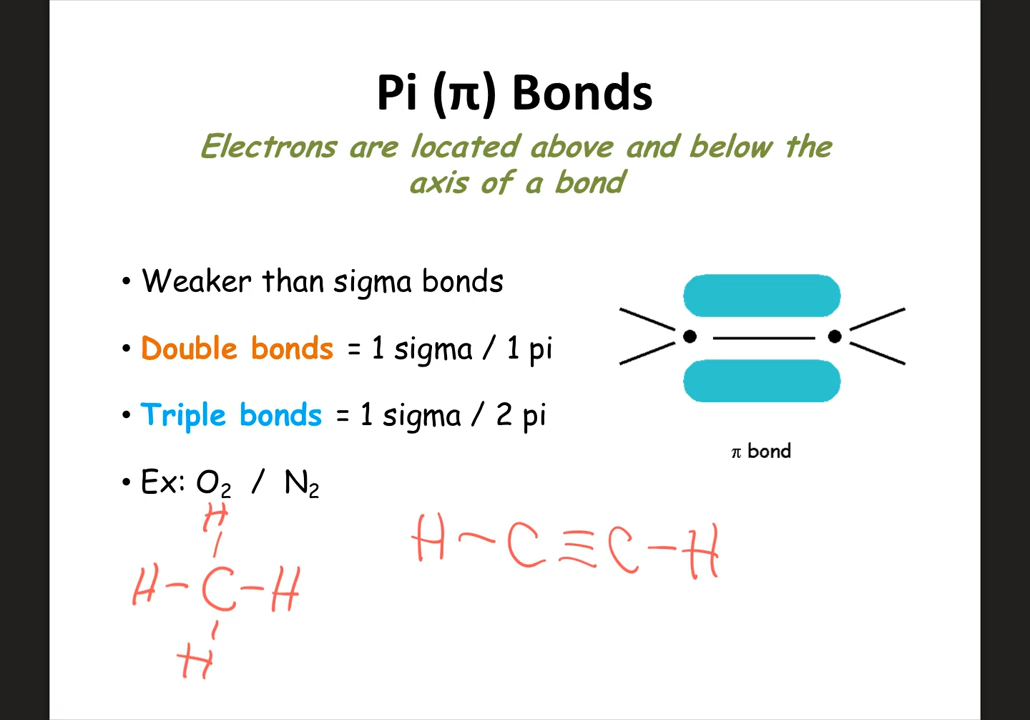 Pi (π) Bonds
Electrons are located above and below the
axis of a bond
• Weaker than sigma bonds
• Double bonds = 1 sigma / 1 pi
• Triple bonds = 1 sigma / 2 pi
• Ex: O₂ / N₂
π bond
H
H-C-H
H
H-C≡C-H